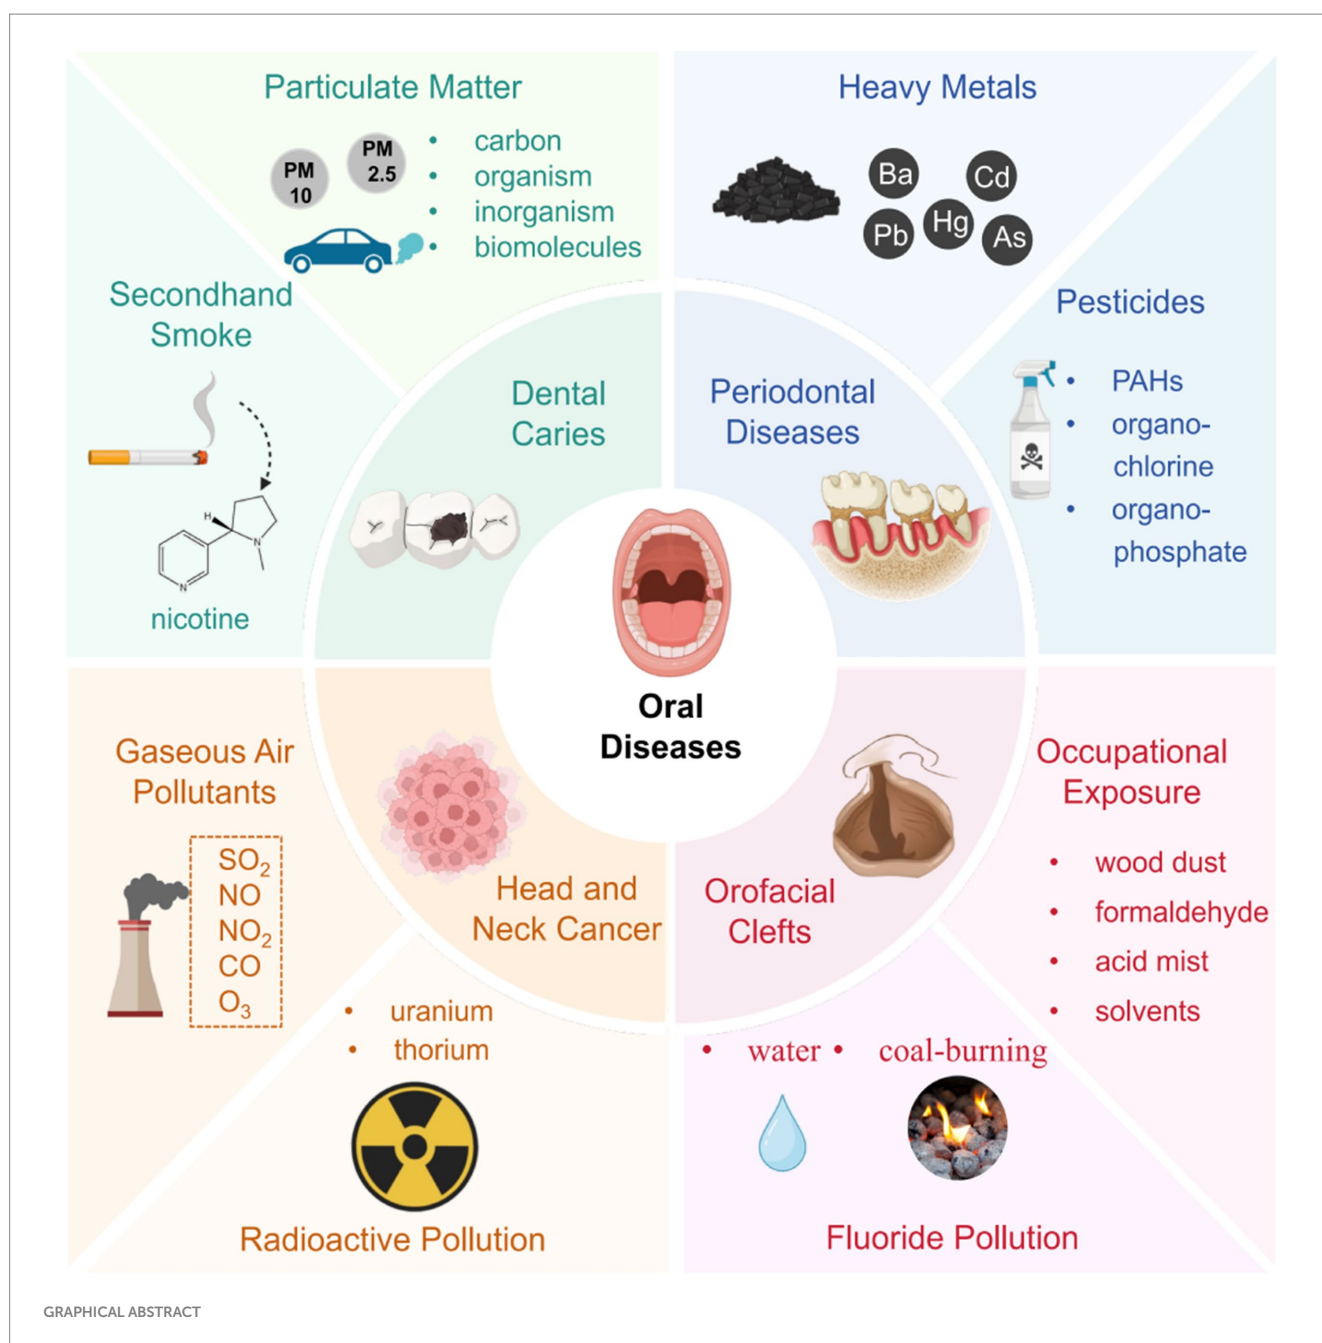 Particulate Matter
PM
10
PM
2.5
• carbon
• organism
• inorganism
• biomolecules
Heavy Metals
Ba
Cd
Pb
Hg
As
Secondhand
Smoke
H
N
N
nicotine
Pesticides
• PAHs
• organo-
chlorine
• organo-
phosphate
Dental
Caries
Periodontal
Diseases
Oral
Diseases
Gaseous Air
Pollutants
SO₂
NO
NO₂
CO
O₃
Head and
Neck Cancer
Orofacial
Clefts
Occupational
Exposure
• wood dust
• formaldehyde
• acid mist
• solvents
• uranium
• thorium
Radioactive Pollution
• water • coal-burning
Fluoride Pollution
GRAPHICAL ABSTRACT